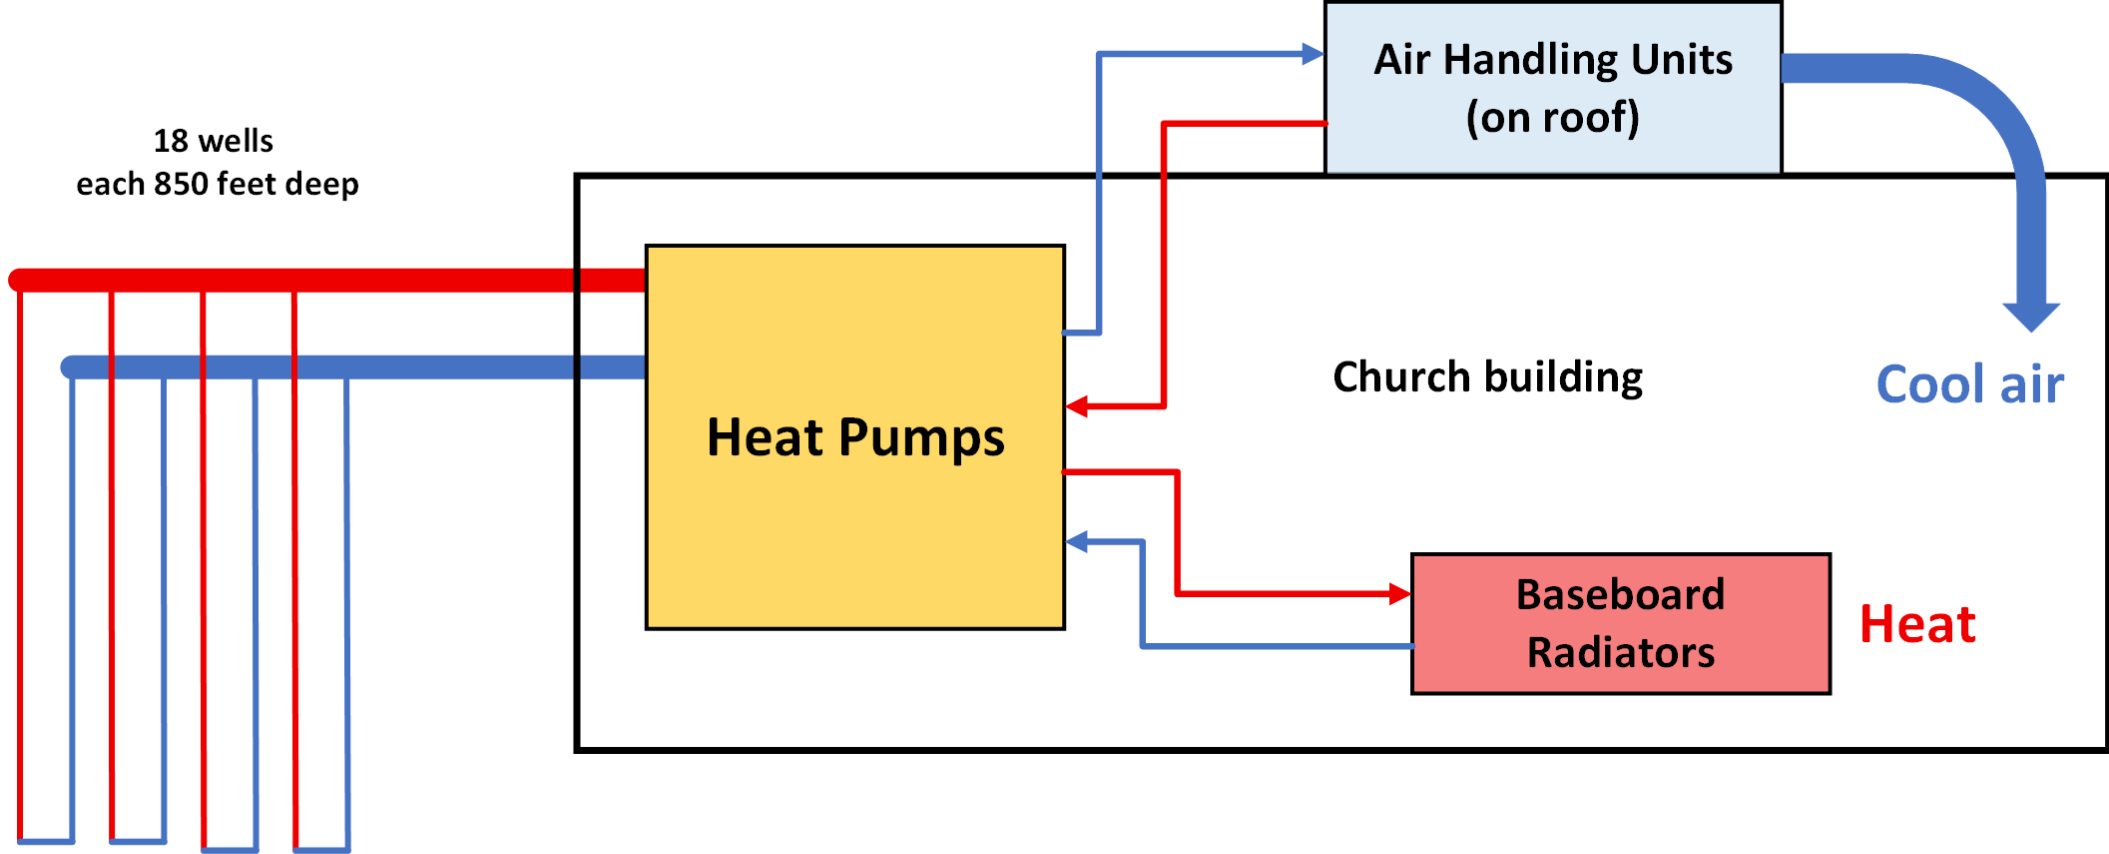 Air Handling Units
(on roof)
18 wells
each 850 feet deep
Heat Pumps
Church building
Cool air
Baseboard
Radiators
Heat